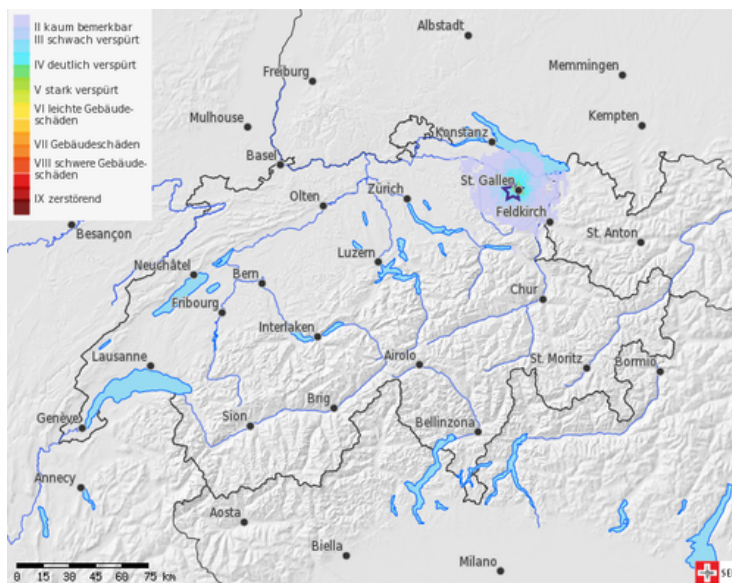 II kaum bemerkbar
III schwach verspürt
IV deutlich verspürt
V stark verspürt
VI leichte Gebäude-
schäden
VII Gebäudeschäden
VIII schwere Gebäude-
schäden
IX zerstörend
Albstadt
Freiburg
Memmingen
Mulhouse
Kempten
Konstanz
Basel
St. Gallen
Zürich
Olten
Feldkirch
Besançon
St. Anton
Luzern
Neuchâtel
Bern
Chur
Fribourg
Interlaken
Lausanne
Airolo
St. Moritz
Bormio
Brig
Genève
Sion
Bellinzona
Annecy
Aosta
Biella
Milano
0 15 30 45 60 75 km